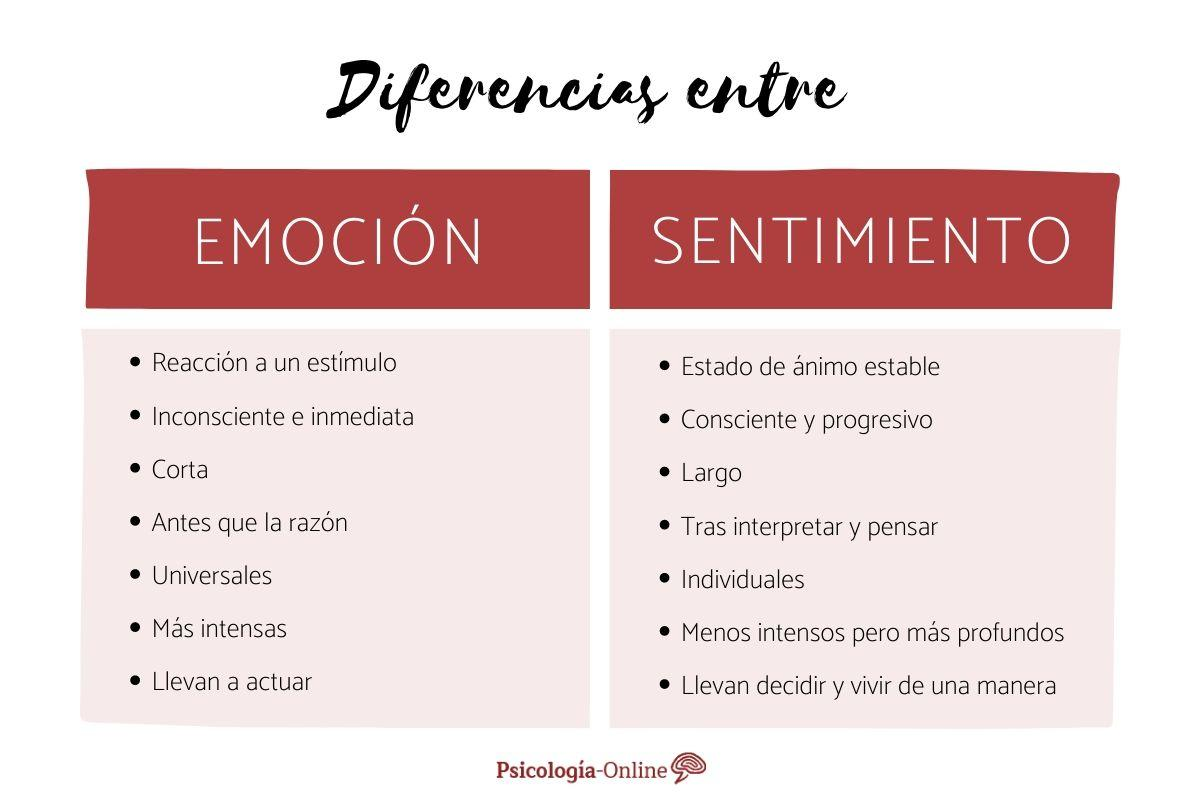 Diferencias entre
EMOCIÓN
Reacción a un estímulo
Inconsciente e inmediata
Corta
Antes que la razón
Universales
Más intensas
Llevan a actuar
SENTIMIENTO
Estado de ánimo estable
Consciente y progresivo
Largo
Tras interpretar y pensar
Individuales
Menos intensos pero más profundos
Llevan decidir y vivir de una manera
Psicología-Online